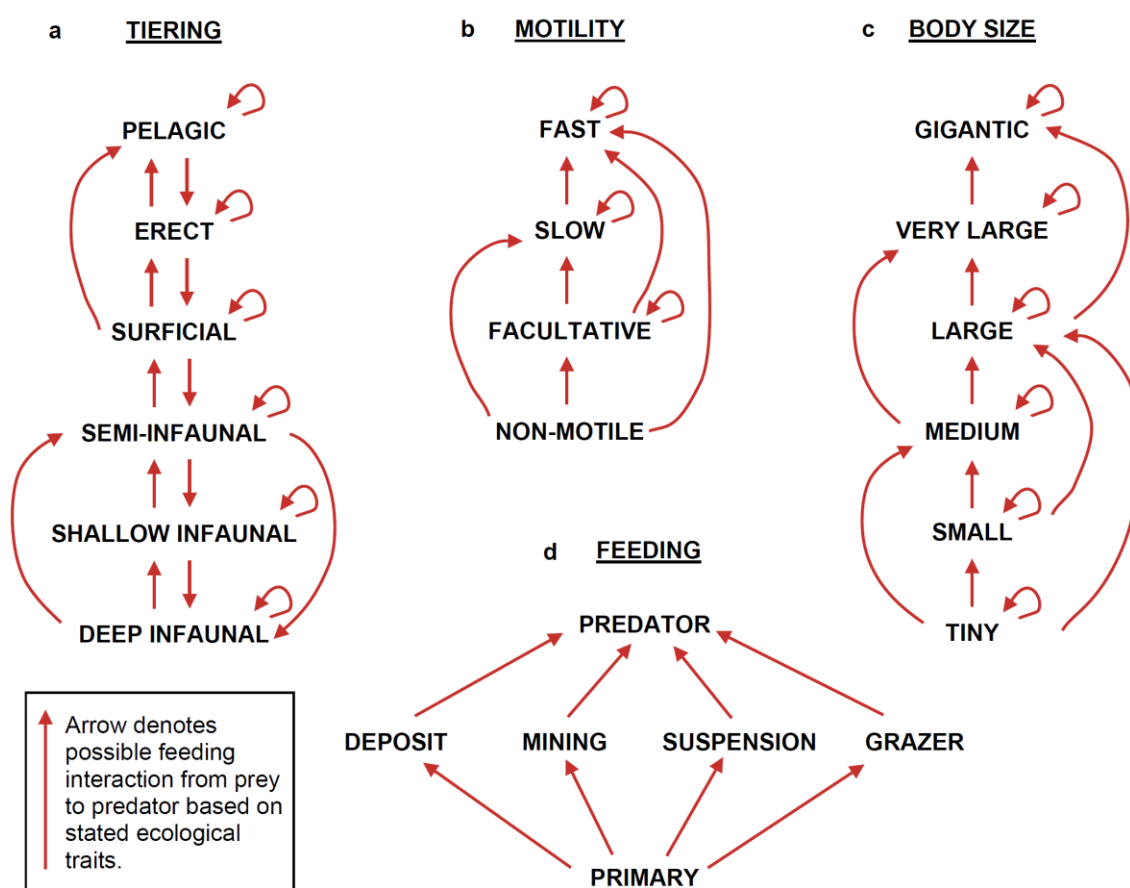 a TIERING
PELAGIC
ERECT
SURFICIAL
SEMI-INFAUNAL
SHALLOW INFAUNAL
DEEP INFAUNAL
b MOTILITY
FAST
SLOW
FACULTATIVE
NON-MOTILE
c BODY SIZE
GIGANTIC
VERY LARGE
LARGE
MEDIUM
SMALL
TINY
d FEEDING
PREDATOR
DEPOSIT MINING SUSPENSION GRAZER
PRIMARY
Arrow denotes
possible feeding
interaction from prey
to predator based on
stated ecological
traits.